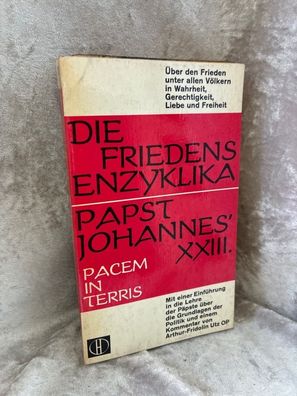 Über den Frieden
unter allen Völkern
in Wahrheit,
Gerechtigkeit,
Liebe und Freiheit
DIE
FRIEDENS
ENZYKLIKA
PAPST
JOHANNES'
XXIII.
PACEM
IN
TERRIS
Mit einer Einführung
in die Lehre
der Päpste über
die Grundlagen der
Politik und einem
Kommentar von
Arthur-Fridolin Utz OP